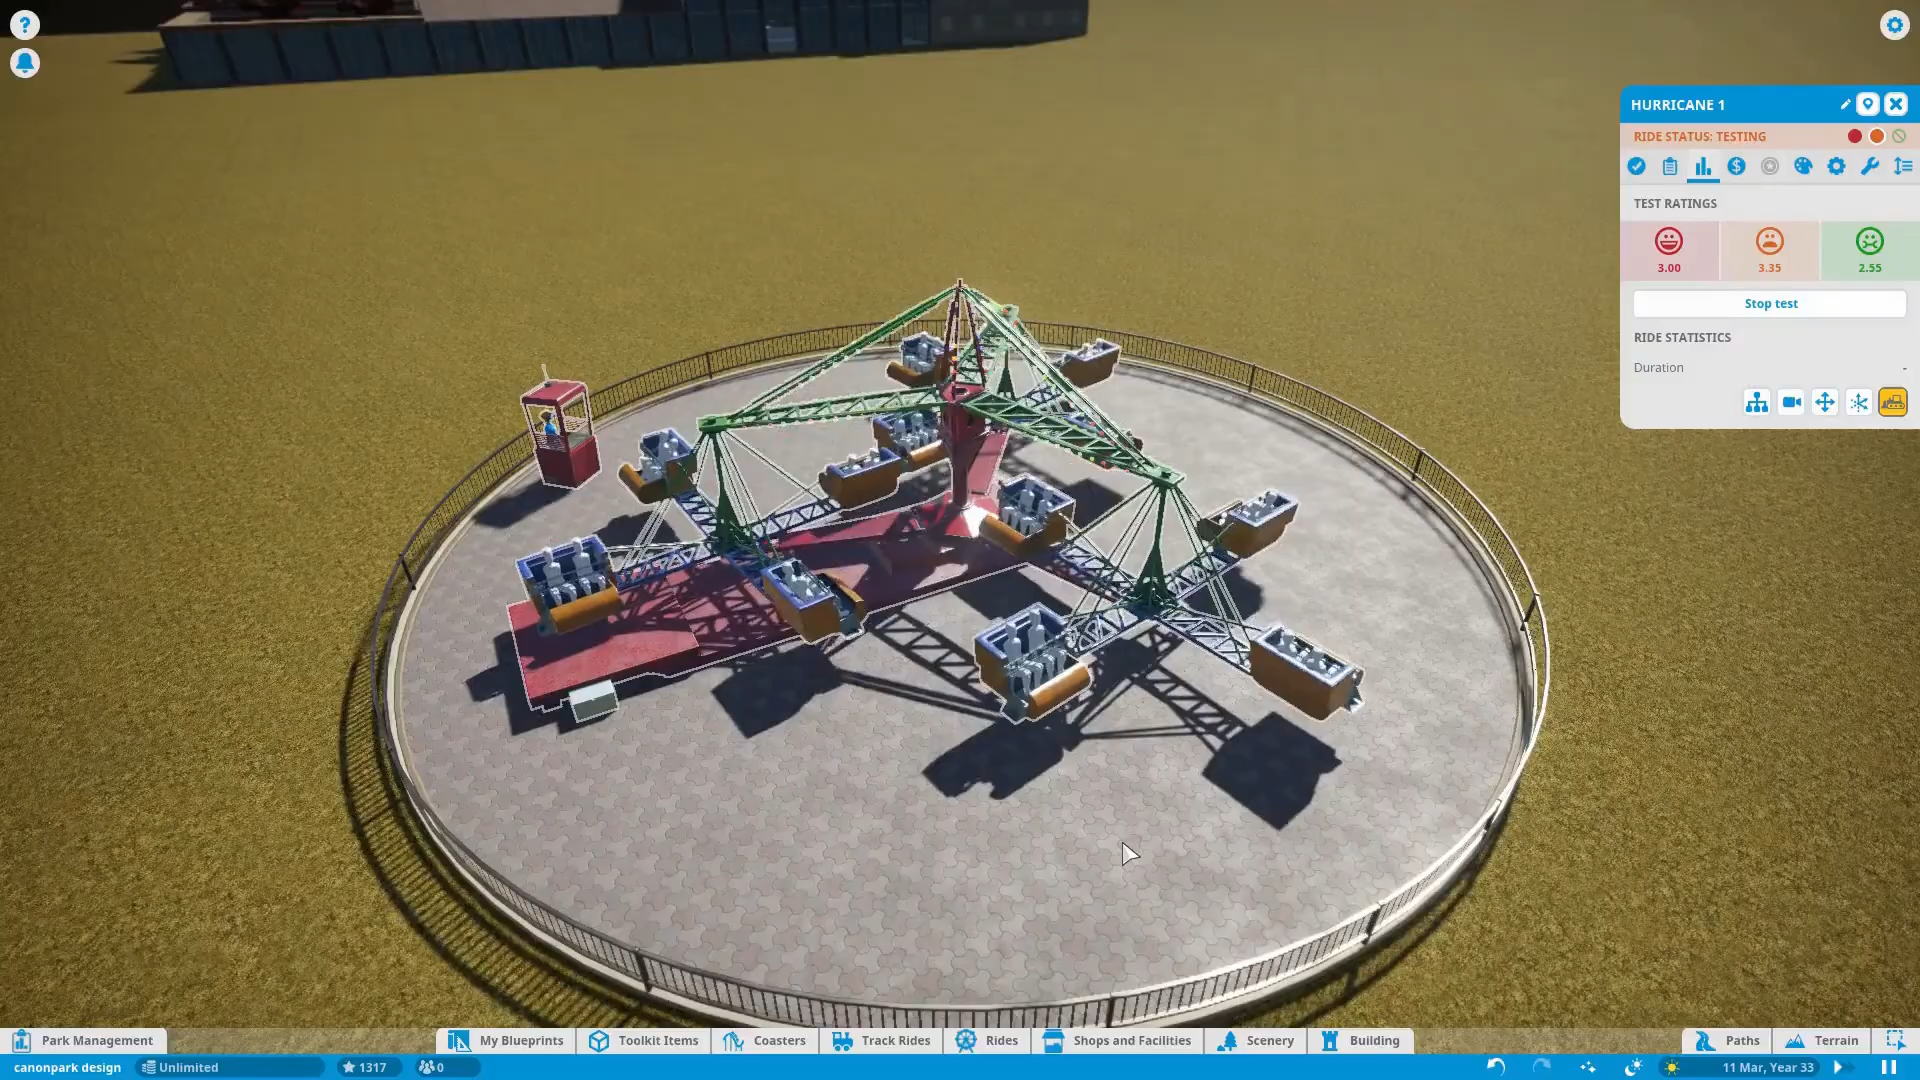 HURRICANE 1
RIDE STATUS: TESTING
TEST RATINGS
3.00 3.35 2.55
Stop test
RIDE STATISTICS
Duration -
Park Management
My Blueprints
Toolkit Items
Coasters
Track Rides
Rides
Shops and Facilities
Scenery
Building
Paths
Terrain
canonpark design
Unlimited
1317
0
11 Mar, Year 33